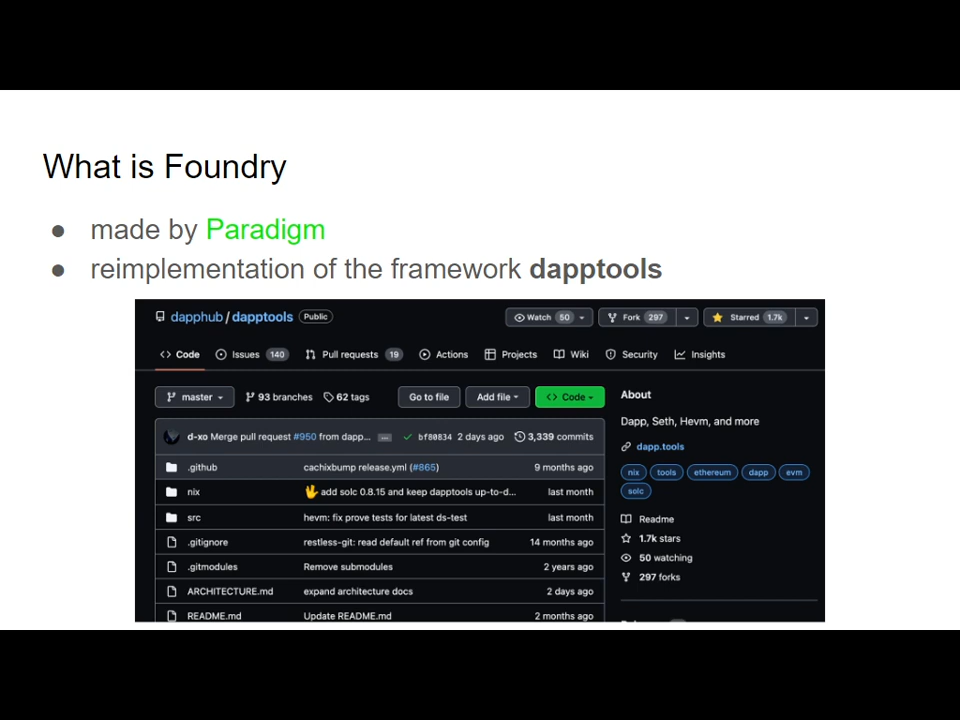 What is Foundry
● made by Paradigm
● reimplementation of the framework dapptools
dapphub / dapptools Public
Watch 50 Fork 297 Starred 1.7k
Code Issues 140 Pull requests 19 Actions Projects Wiki Security Insights
master 93 branches 62 tags Go to file Add file Code
About
Dapp, Seth, Hevm, and more
dapp.tools
nix tools ethereum dapp evm
solc
Readme
1.7k stars
50 watching
297 forks
d-xo Merge pull request #950 from dapp... ... bf80834 2 days ago 3,339 commits
.github cachixbump release.yml (#865) 9 months ago
nix 🖖 add solc 0.8.15 and keep dapptools up-to-d... last month
src hevm: fix prove tests for latest ds-test last month
.gitignore restless-git: read default ref from git config 14 months ago
.gitmodules Remove submodules 2 years ago
ARCHITECTURE.md expand architecture docs 2 days ago
README.md Update README.md 2 months ago